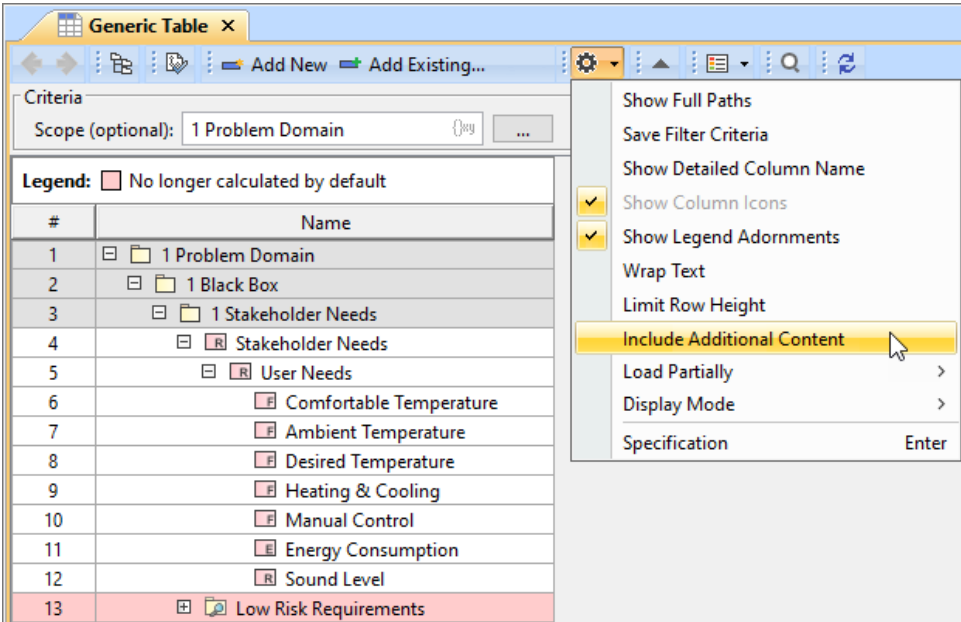 Generic Table
Add New Add Existing...
Criteria
Scope (optional): 1 Problem Domain ...
Legend: No longer calculated by default
# Name
1 1 Problem Domain
2 1 Black Box
3 1 Stakeholder Needs
4 R Stakeholder Needs
5 R User Needs
6 F Comfortable Temperature
7 F Ambient Temperature
8 F Desired Temperature
9 F Heating & Cooling
10 F Manual Control
11 E Energy Consumption
12 R Sound Level
13 Low Risk Requirements
Show Full Paths
Save Filter Criteria
Show Detailed Column Name
Show Column Icons
Show Legend Adornments
Wrap Text
Limit Row Height
Include Additional Content
Load Partially
Display Mode
Specification Enter